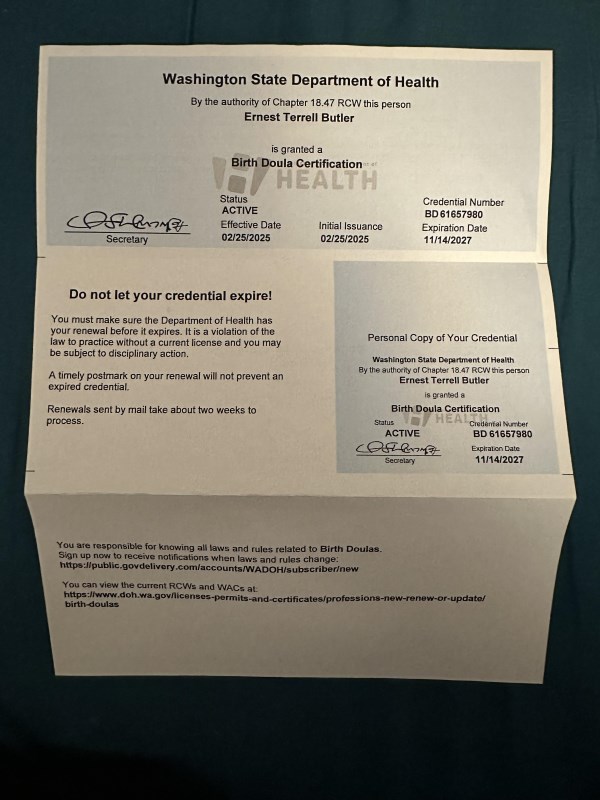 Washington State Department of Health
By the authority of Chapter 18.47 RCW this person
Ernest Terrell Butler
is granted a
Birth Doula Certification
HEALTH
Status
ACTIVE
Credential Number
BD 61657980
Secretary
Effective Date
02/25/2025
Initial Issuance
02/25/2025
Expiration Date
11/14/2027
Do not let your credential expire!
You must make sure the Department of Health has
your renewal before it expires. It is a violation of the
law to practice without a current license and you may
be subject to disciplinary action.
A timely postmark on your renewal will not prevent an
expired credential.
Renewals sent by mail take about two weeks to
process.
Personal Copy of Your Credential
Washington State Department of Health
By the authority of Chapter 18.47 RCW this person
Ernest Terrell Butler
is granted a
Birth Doula Certification
HEALTH
Status
ACTIVE
Credential Number
BD 61657980
Secretary
Expiration Date
11/14/2027
You are responsible for knowing all laws and rules related to Birth Doulas.
Sign up now to receive notifications when laws and rules change:
https://public.govdelivery.com/accounts/WADOH/subscriber/new
You can view the current RCWs and WACs at:
https://www.doh.wa.gov/licenses-permits-and-certificates/professions-new-renew-or-update/
birth-doulas